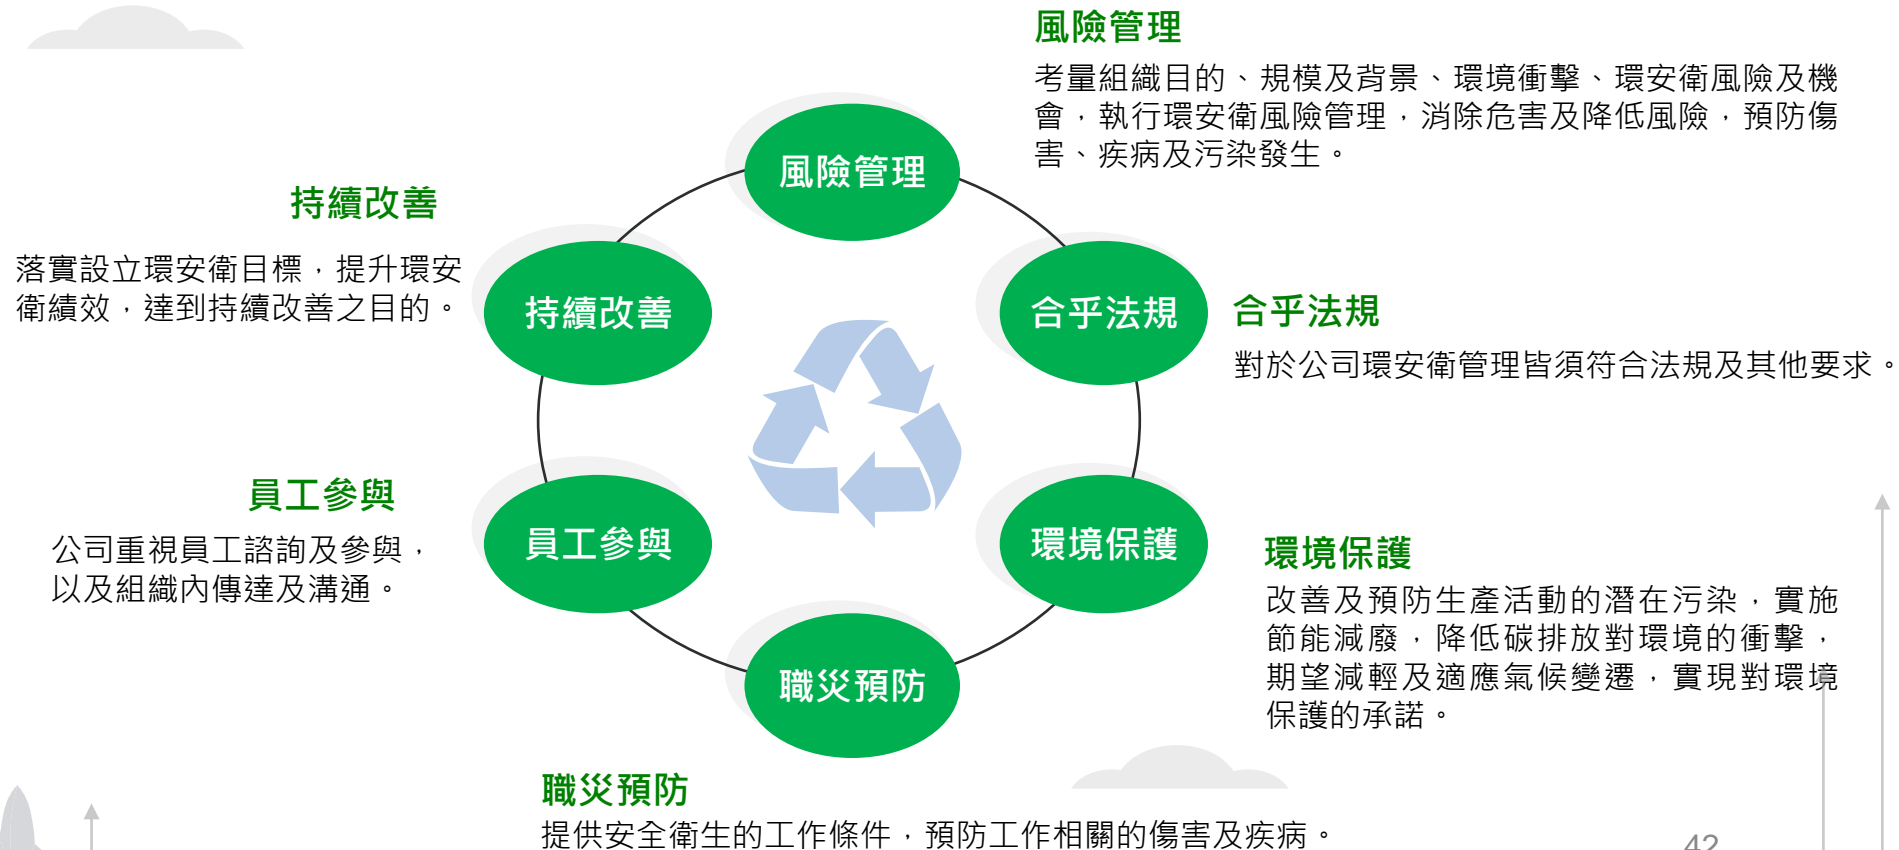 風險管理
考量組織目的、規模及背景、環境衝擊、環安衛風險及機
會，執行環安衛風險管理，消除危害及降低風險，預防傷
害、疾病及污染發生。
風險管理
持續改善
落實設立環安衛目標，提升環安
衛績效，達到持續改善之目的。
持續改善
合乎法規
合乎法規
對於公司環安衛管理皆須符合法規及其他要求。
員工參與
公司重視員工諮詢及參與，
以及組織內傳達及溝通。
員工參與
環境保護
環境保護
改善及預防生產活動的潛在污染，實施
節能減廢，降低碳排放對環境的衝擊，
期望減輕及適應氣候變遷，實現對環境
保護的承諾。
職災預防
職災預防
提供安全衛生的工作條件，預防工作相關的傷害及疾病。
42